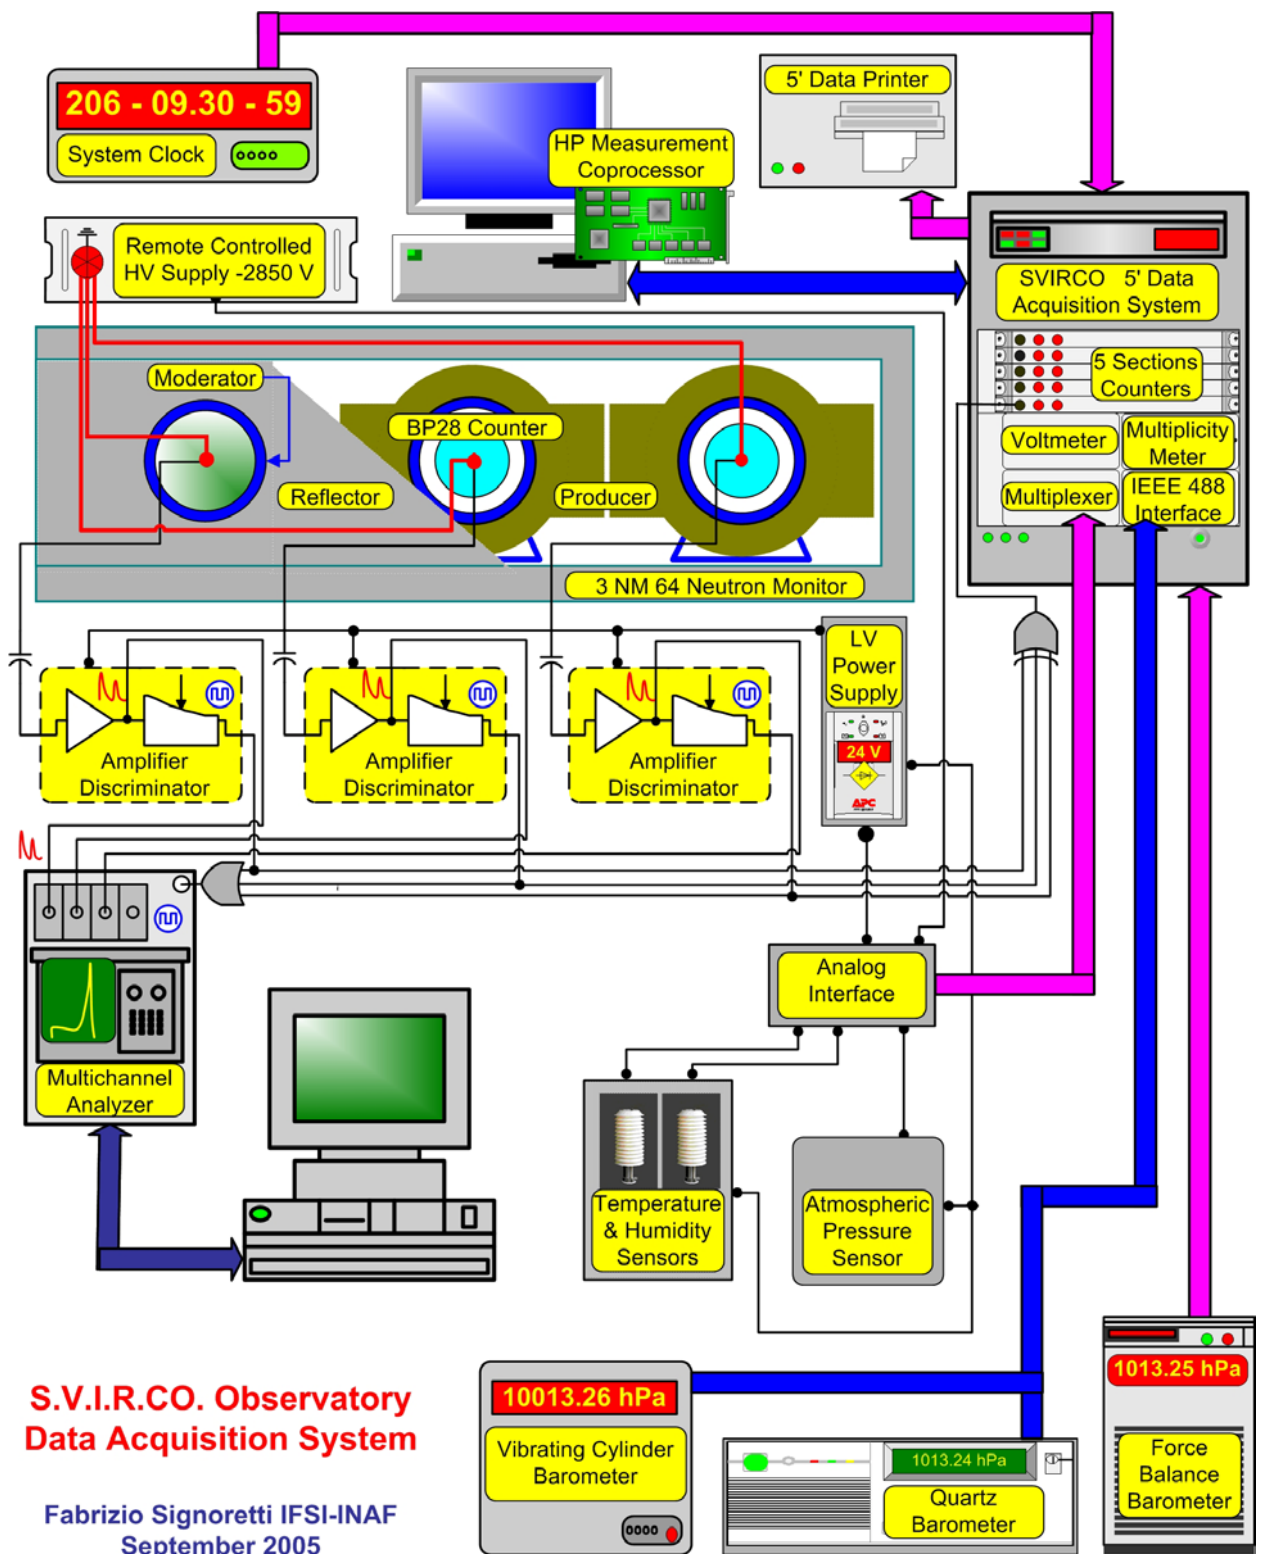 206 - 09.30 - 59
System Clock
5' Data Printer
HP Measurement
Coprocessor
Remote Controlled
HV Supply -2850 V
SVIRCO 5' Data
Acquisition System
5 Sections
Counters
Voltmeter
Multiplicity
Meter
Multiplexer
IEEE 488
Interface
Moderator
BP28 Counter
Reflector
Producer
3 NM 64 Neutron Monitor
LV
Power
Supply
24 V
APC
Amplifier
Discriminator
Amplifier
Discriminator
Amplifier
Discriminator
Analog
Interface
Multichannel
Analyzer
Temperature
& Humidity
Sensors
Atmospheric
Pressure
Sensor
10013.26 hPa
Vibrating Cylinder
Barometer
1013.24 hPa
Quartz
Barometer
1013.25 hPa
Force
Balance
Barometer
S.V.I.R.CO. Observatory
Data Acquisition System
Fabrizio Signoretti IFSI-INAF
September 2005